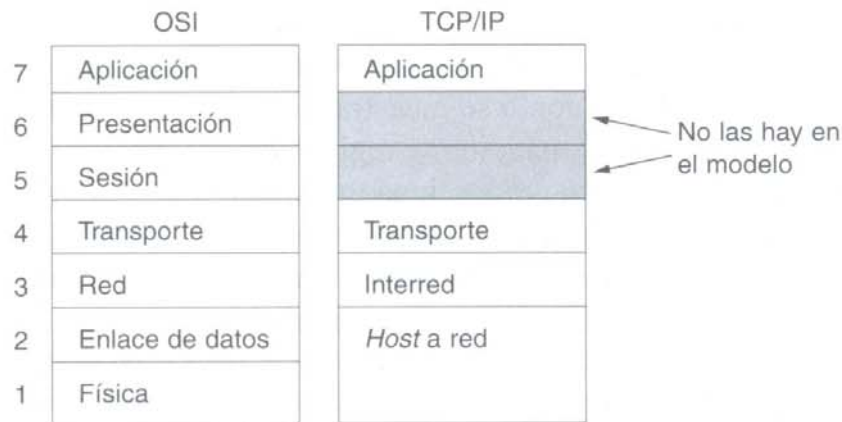 OSI TCP/IP
7 Aplicación Aplicación
6 Presentación
No las hay en
el modelo
5 Sesión
4 Transporte Transporte
3 Red Interred
2 Enlace de datos Host a red
1 Física